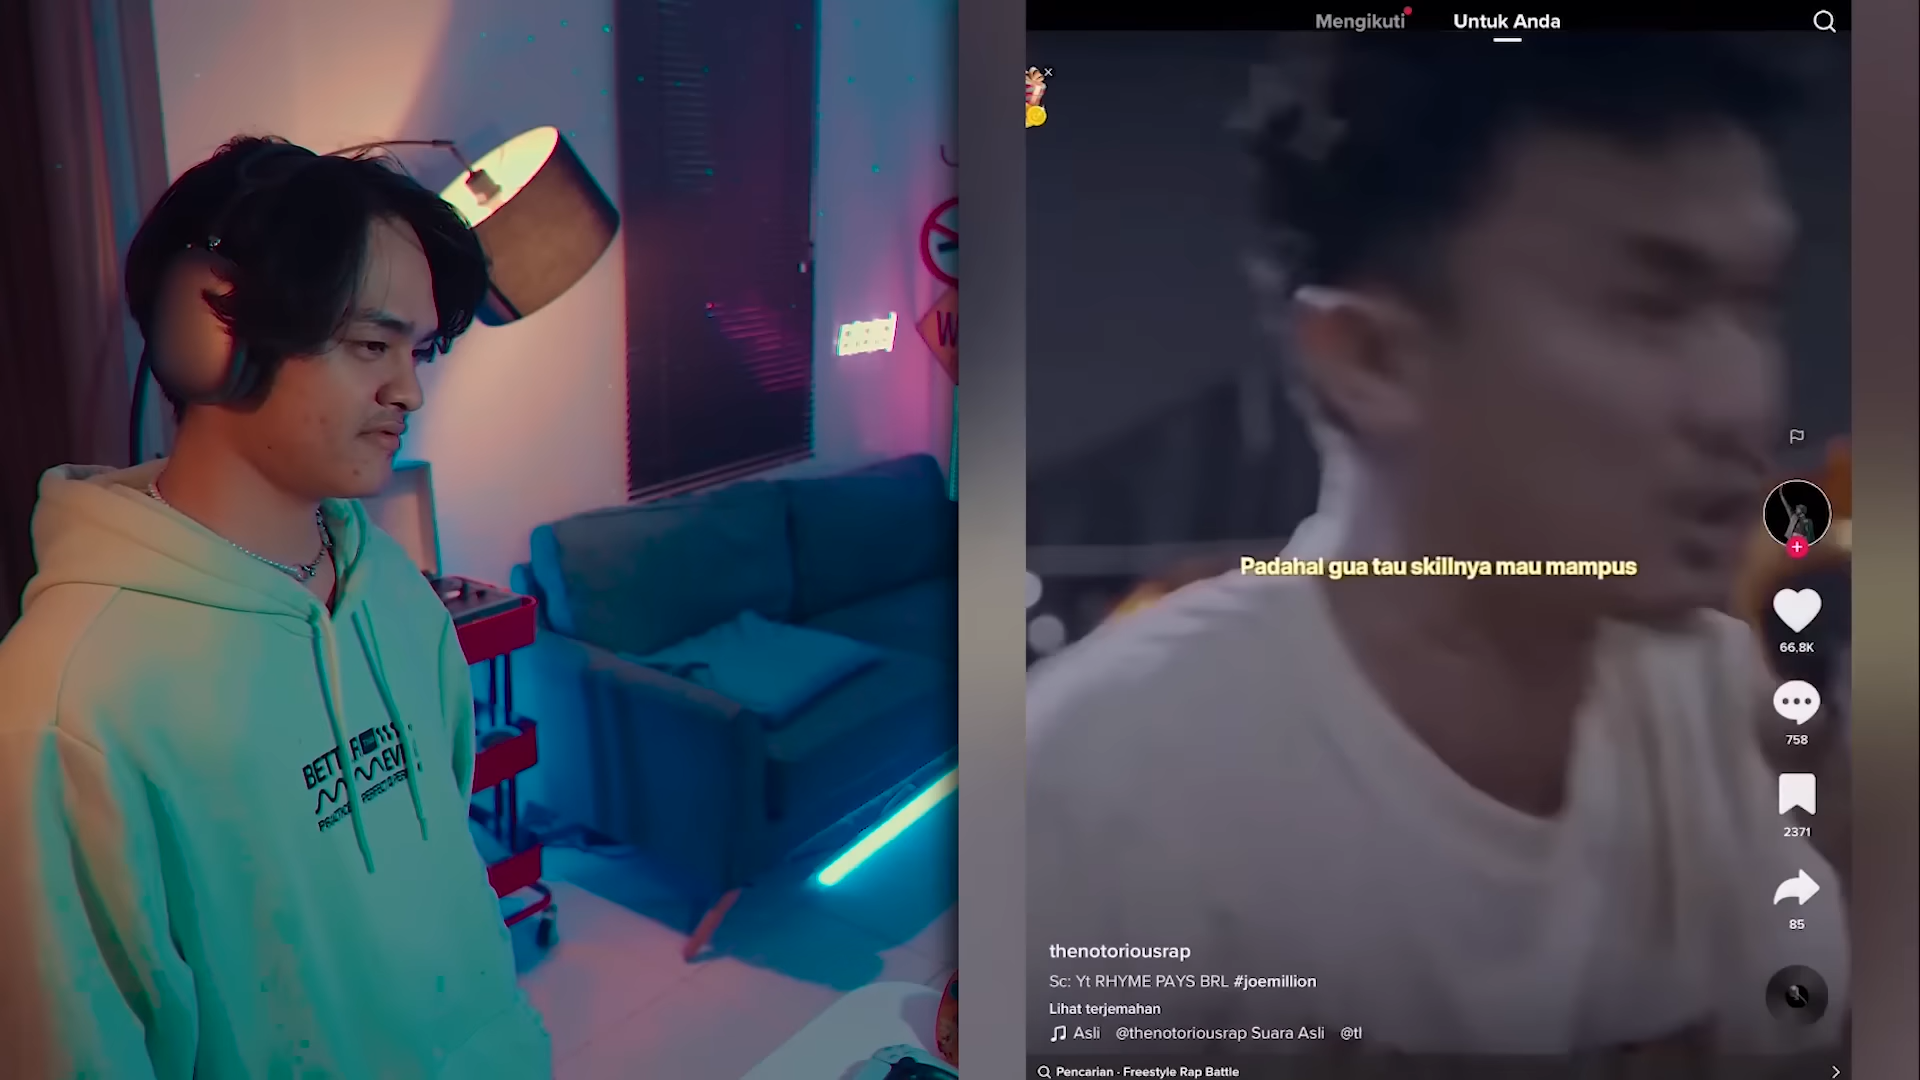 Mengikuti
Untuk Anda
Padahal gua tau skillnya mau mampus
66,8K
758
2371
85
thenotoriousrap
Sc: Yt RHYME PAYS BRL #joemillion
Lihat terjemahan
Asli @thenotoriousrap Suara Asli
Pencarian · Freestyle Rap Battle
W